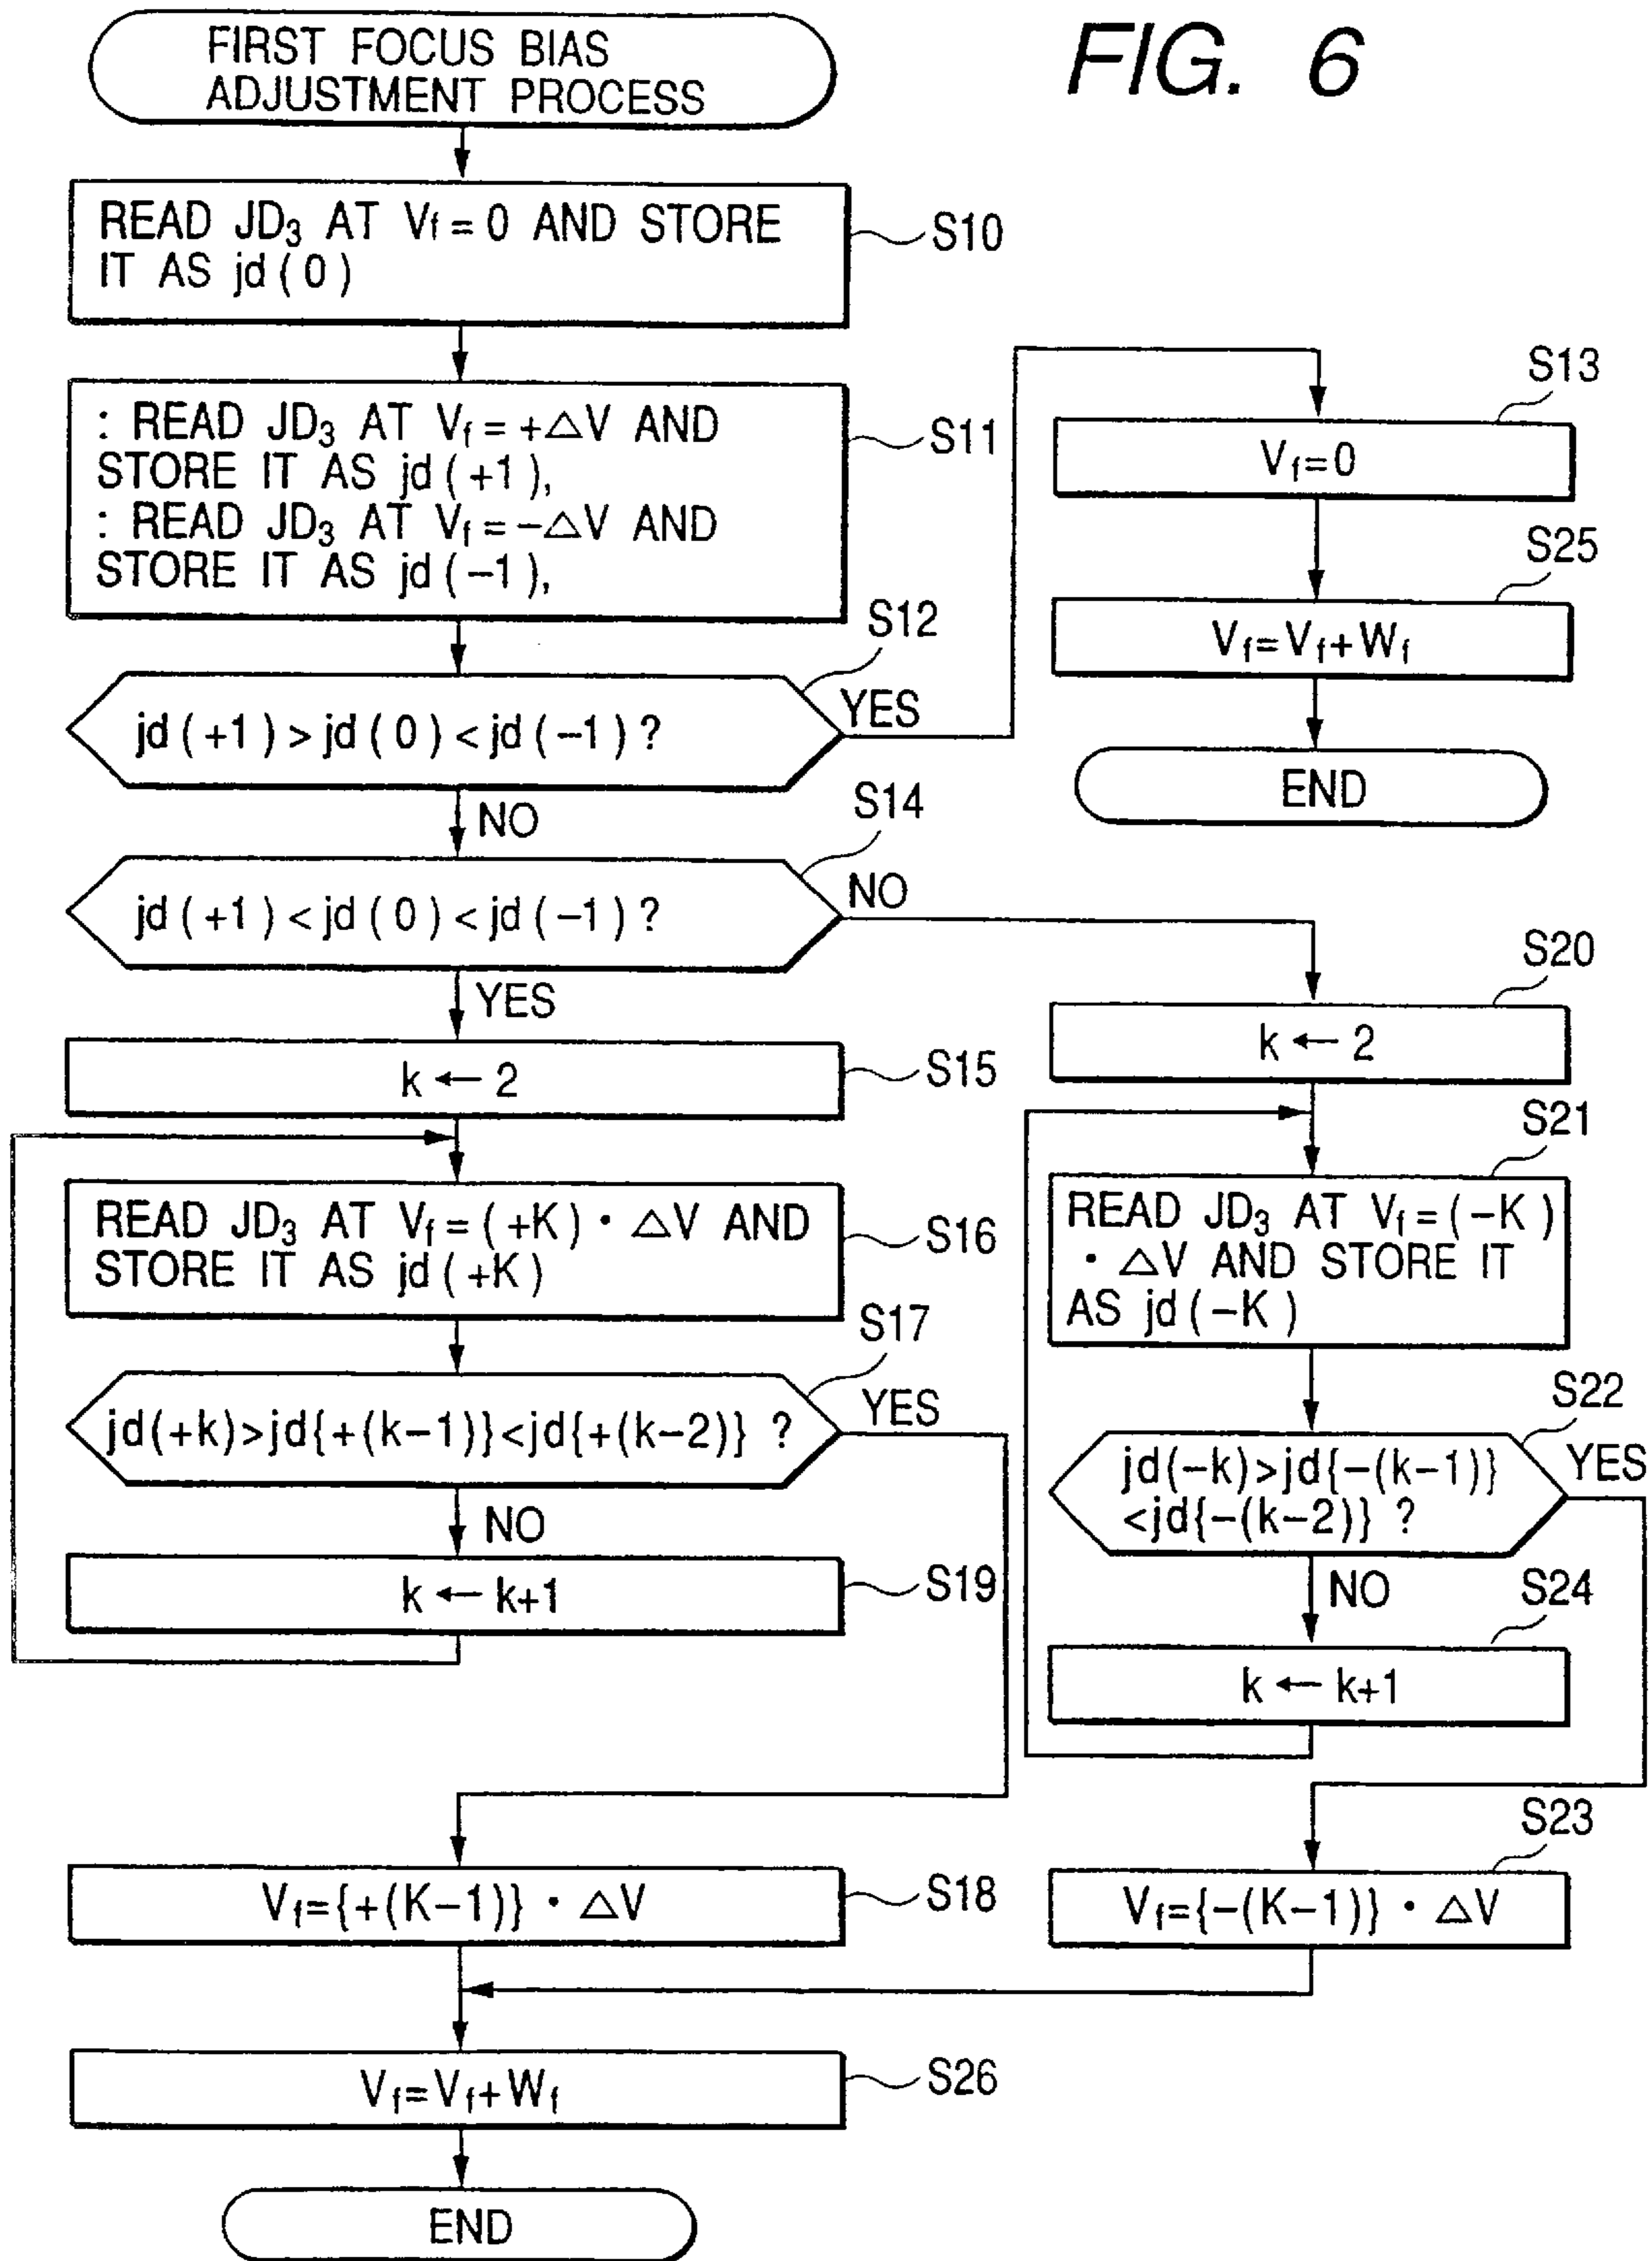 FIG. 6
FIRST FOCUS BIAS
ADJUSTMENT PROCESS
READ JD₃ AT Vf = 0 AND STORE
IT AS jd ( 0 )
S10
: READ JD₃ AT Vf = +△V AND
STORE IT AS jd ( +1 ),
: READ JD₃ AT Vf = −△V AND
STORE IT AS jd ( −1 ),
S11
S12
jd ( +1 ) > jd ( 0 ) < jd ( −1 ) ?
YES
NO
S13
Vf=0
S25
Vf=Vf+Wf
END
S14
jd ( +1 ) < jd ( 0 ) < jd ( −1 ) ?
NO
YES
k ← 2
S15
READ JD₃ AT Vf = ( +K ) • △V AND
STORE IT AS jd ( +K )
S16
S17
jd(+k)>jd{+(k−1)}<jd{+(k−2)} ?
YES
NO
k ← k+1
S19
S20
k ← 2
S21
READ JD₃ AT Vf = ( −K )
• △V AND STORE IT
AS jd ( −K )
S22
jd(−k)>jd{−(k−1)}
<jd{−(k−2)} ?
YES
NO
S24
k ← k+1
Vf={+(K−1)} • △V
S18
S23
Vf={−(K−1)} • △V
Vf=Vf+Wf
S26
END